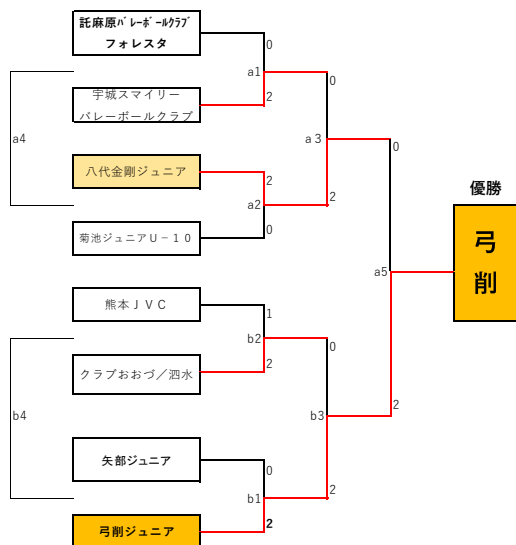 託麻原ﾊﾞﾚｰﾎﾞｰﾙｸﾗﾌﾞ
フォレスタ
0
a1
0
宇城スマイリー
バレーボールクラブ
2
a4
a３
0
八代金剛ジュニア
2
2
a2
優勝
菊池ジュニアＵ－１０
0
弓
削
a5
熊本ＪＶＣ
1
b2
0
クラブおおづ／泗水
2
2
b4
b3
矢部ジュニア
0
2
b1
弓削ジュニア
2